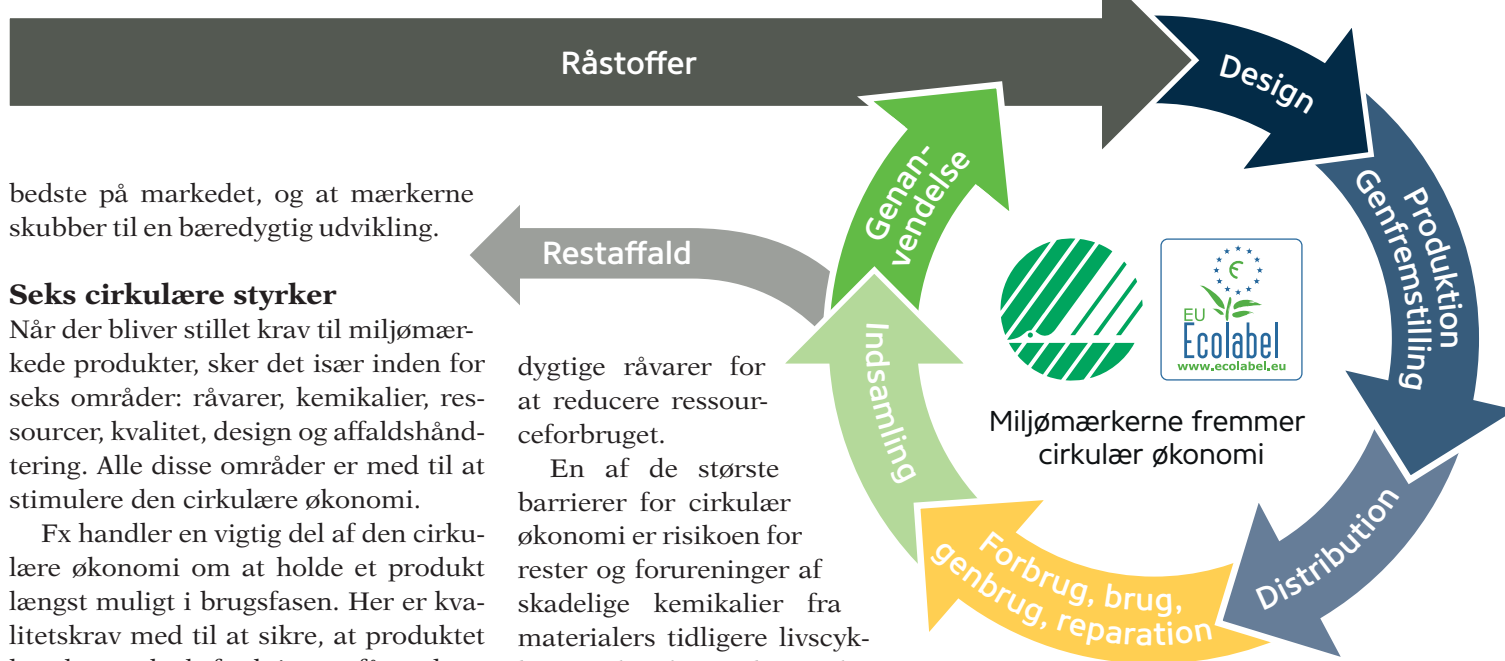 Råstoffer
Design
Produktion
Genfremstilling
Distribution
Forbrug, brug,
genbrug, reparation
Indsamling
Genan-
vendelse
Restaffald
EU
Ecolabel
www.ecolabel.eu
Miljømærkerne fremmer
cirkulær økonomi
bedste på markedet, og at mærkerne
skubber til en bæredygtig udvikling.
Seks cirkulære styrker
Når der bliver stillet krav til miljømær-
kede produkter, sker det især inden for
seks områder: råvarer, kemikalier, res-
sourcer, kvalitet, design og affaldshånd-
tering. Alle disse områder er med til at
stimulere den cirkulære økonomi.
Fx handler en vigtig del af den cirku-
lære økonomi om at holde et produkt
længst muligt i brugsfasen. Her er kva-
litetskrav med til at sikre, at produktet
dygtige råvarer for
at reducere ressour-
ceforbruget.
En af de største
barrierer for cirkulær
økonomi er risikoen for
rester og forureninger af
skadelige kemikalier fra
materialers tidligere livscyk-